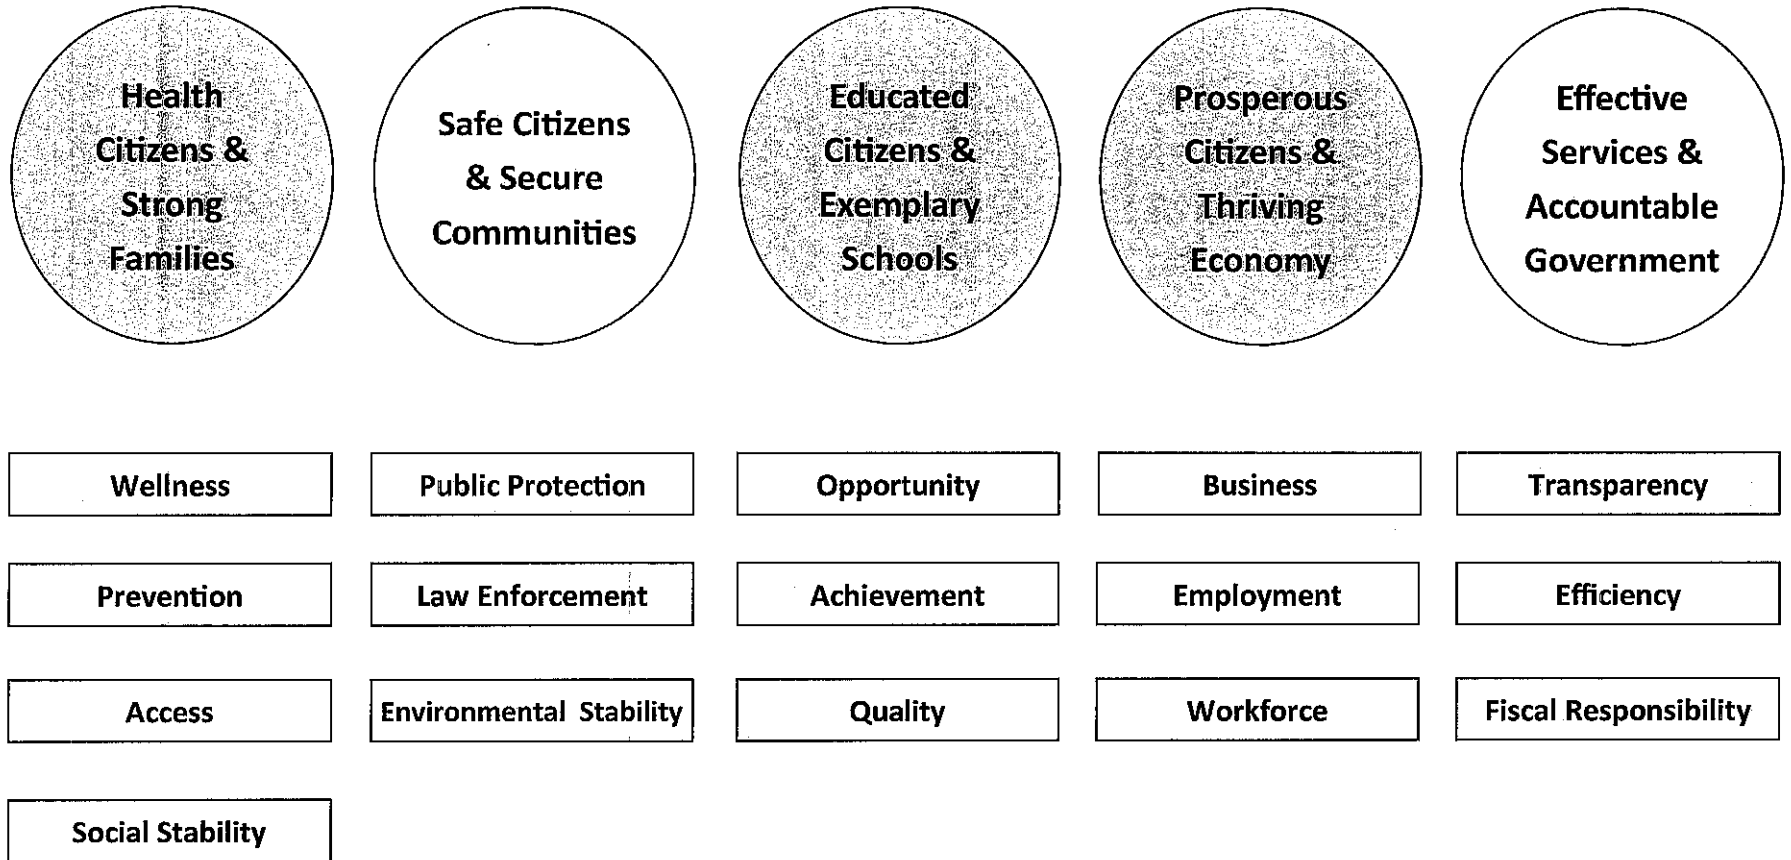 Health
Citizens &
Strong
Families
Safe Citizens
& Secure
Communities
Educated
Citizens &
Exemplary
Schools
Prosperous
Citizens &
Thriving
Economy
Effective
Services &
Accountable
Government
Wellness
Public Protection
Opportunity
Business
Transparency
Prevention
Law Enforcement
Achievement
Employment
Efficiency
Access
Environmental Stability
Quality
Workforce
Fiscal Responsibility
Social Stability